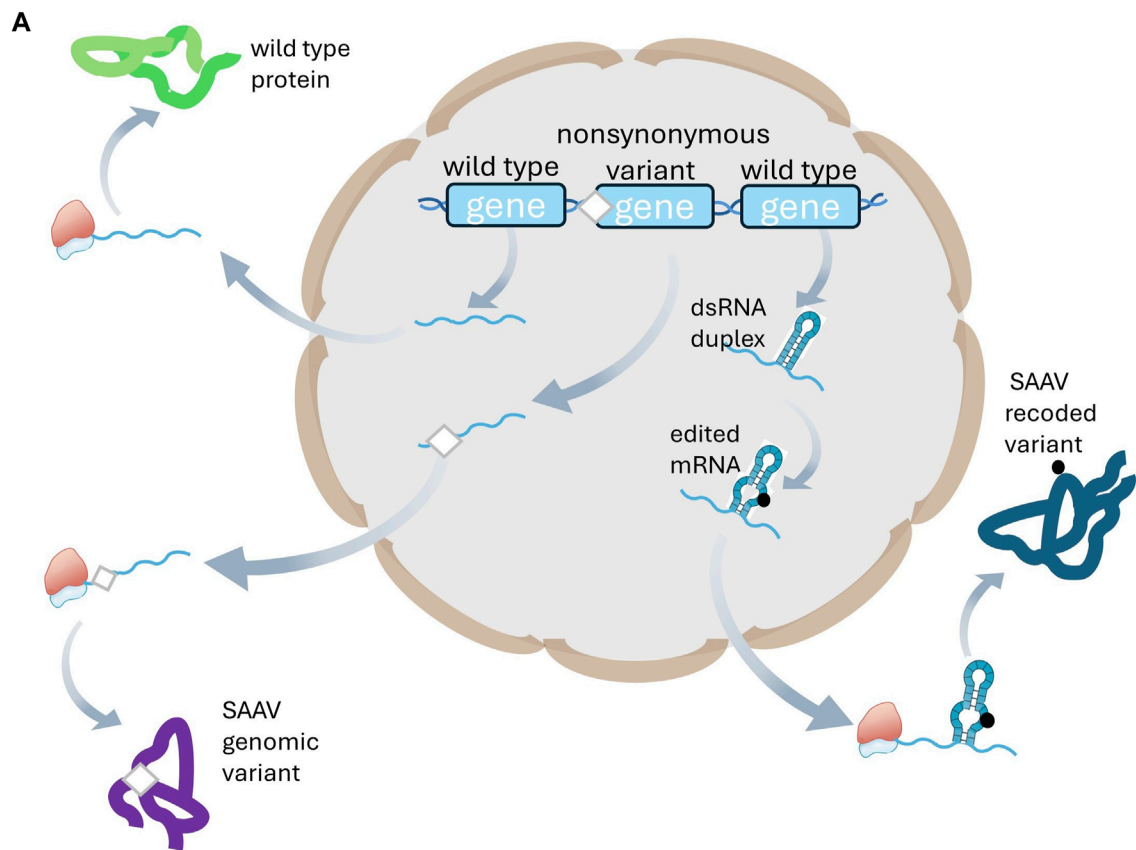 A
wild type
protein
nonsynonymous
wild type variant wild type
gene gene gene
dsRNA
duplex
edited
mRNA
SAAV
recoded
variant
SAAV
genomic
variant